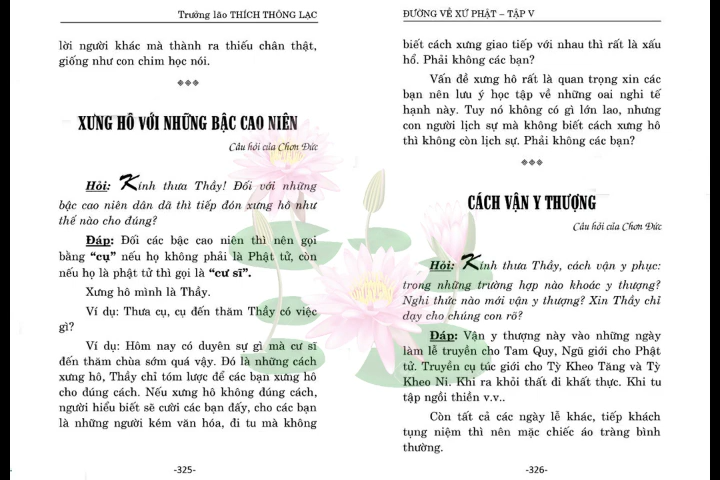 Trưởng lão THÍCH THÔNG LẠC
lời người khác mà thành ra thiếu chân thật,
giống như con chim học nói.
XƯNG HÔ VỚI NHỮNG BẬC CAO NIÊN
Câu hỏi của Chơn Đức
Hỏi: Kính thưa Thầy! Đối với những
bậc cao niên dân dã thì tiếp đón xưng hô như
thế nào cho đúng?
Đáp: Đối các bậc cao niên thì nên gọi
bằng “cụ” nếu họ không phải là Phật tử, còn
nếu họ là phật tử thì gọi là “cư sĩ”.
Xưng hô mình là Thầy.
Ví dụ: Thưa cụ, cụ đến thăm Thầy có việc
gì?
Ví dụ: Hôm nay có duyên sự gì mà cư sĩ
đến thăm chùa sớm quá vậy. Đó là những cách
xưng hô, Thầy chỉ tóm lược để các bạn xưng hô
cho đúng cách. Nếu xưng hô không đúng cách,
người hiểu biết sẽ cười các bạn đấy, cho các bạn
là những người kém văn hóa, đi tu mà không
-325-
ĐƯỜNG VỀ XỨ PHẬT – TẬP V
biết cách xưng giao tiếp với nhau thì rất là xấu
hổ. Phải không các bạn?
Vấn đề xưng hô rất là quan trọng xin các
bạn nên lưu ý học tập về những oai nghi tế
hạnh này. Tuy nó không có gì lớn lao, nhưng
con người lịch sự mà không biết cách xưng hô
thì không còn lịch sự. Phải không các bạn?
CÁCH VẬN Y THƯỢNG
Câu hỏi của Chơn Đức
Hỏi: Kính thưa Thầy, cách vận y phục:
trong những trường hợp nào khoác y thượng?
Nghi thức nào mới vận y thượng? Xin Thầy chỉ
dạy cho chúng con rõ?
Đáp: Vận y thượng này vào những ngày
làm lễ truyền cho Tam Quy, Ngũ giới cho Phật
tử. Truyền cụ túc giới cho Tỳ Kheo Tăng và Tỳ
Kheo Ni. Khi ra khỏi thất đi khất thực. Khi tu
tập ngồi thiền v.v..
Còn tất cả các ngày lễ khác, tiếp khách
tụng niệm thì nên mặc chiếc áo tràng bình
thường.
-326-